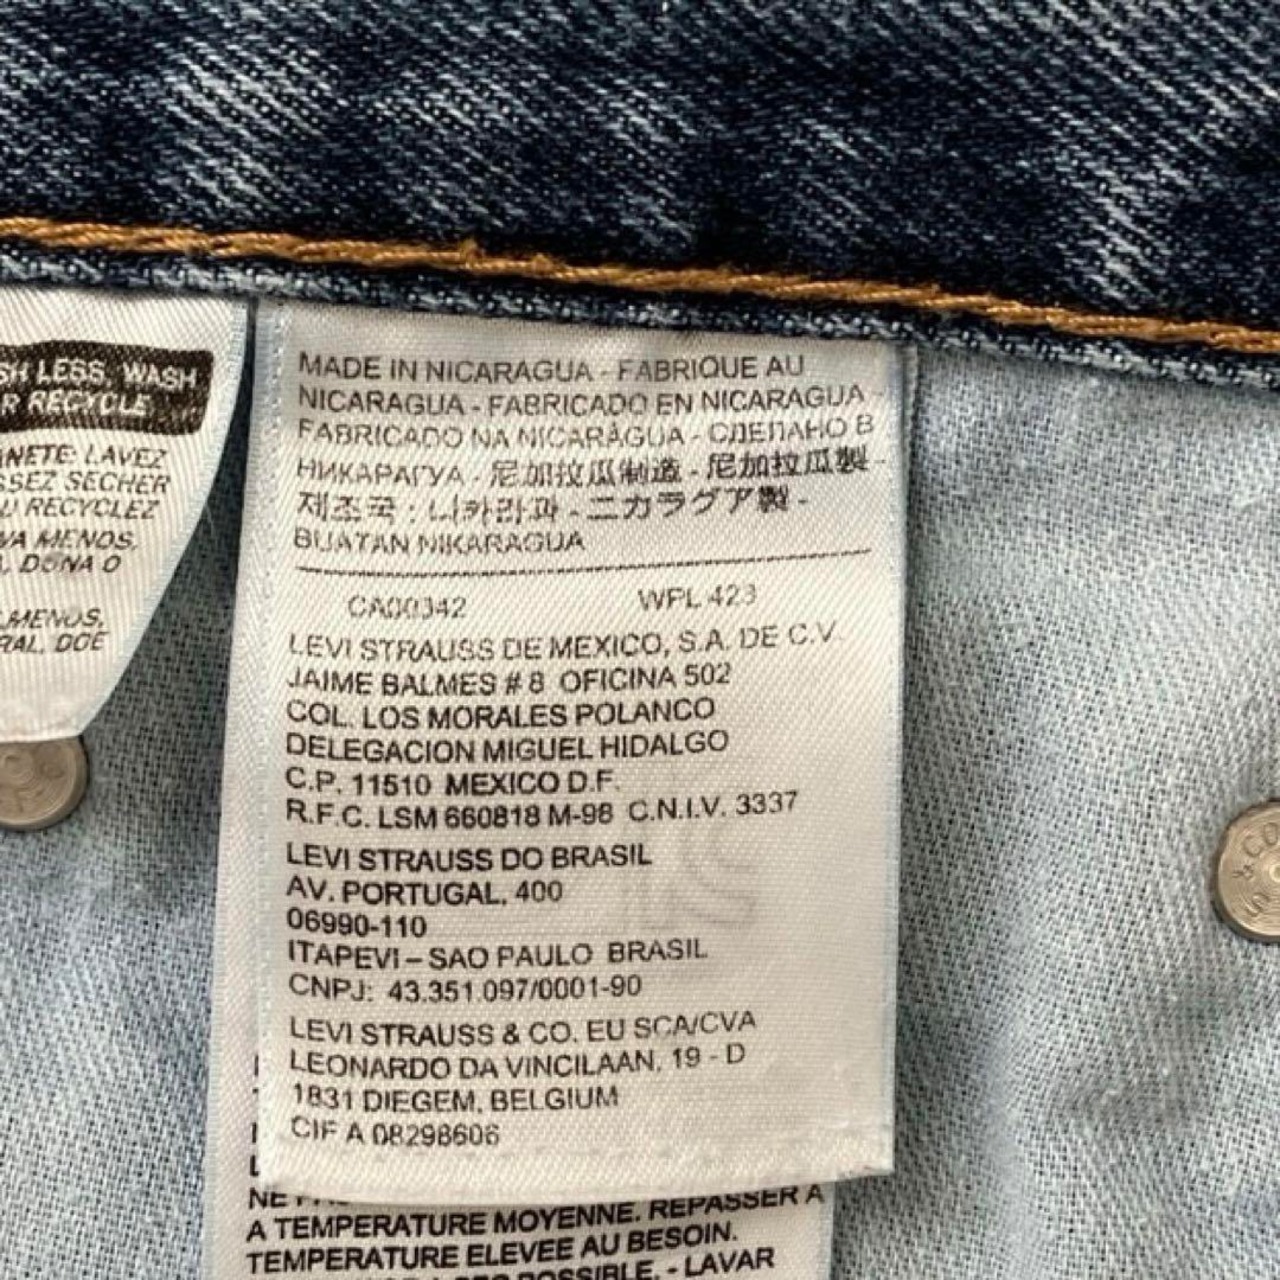 SH LESS, WASH
R RECYCLE
NETE: LAVEZ
SSEZ SECHER
U RECYCLEZ
VA MENOS,
, DONA O
MENOS,
RAL. DOE
MADE IN NICARAGUA - FABRIQUE AU
NICARAGUA - FABRICADO EN NICARAGUA -
FABRICADO NA NICARÁGUA - СДЕЛАНО В
НИКАРАГУА - 尼加拉瓜制造 - 尼加拉瓜製 -
제조국 : 니카라과 - ニカラグア製 -
BUATAN NIKARAGUA
CA00342 WPL 423
LEVI STRAUSS DE MEXICO, S.A. DE C.V.
JAIME BALMES # 8 OFICINA 502
COL. LOS MORALES POLANCO
DELEGACION MIGUEL HIDALGO
C.P. 11510 MEXICO D.F.
R.F.C. LSM 660818 M-98 C.N.I.V. 3337
LEVI STRAUSS DO BRASIL
AV. PORTUGAL, 400
06990-110
ITAPEVI – SAO PAULO BRASIL
CNPJ: 43.351.097/0001-90
LEVI STRAUSS & CO. EU SCA/CVA
LEONARDO DA VINCILAAN, 19 - D
1831 DIEGEM, BELGIUM
CIF A 08298606
A TEMPERATURE MOYENNE. REPASSER A
TEMPERATURE ELEVEE AU BESOIN.
POSSIBLE. - LAVAR
& CO